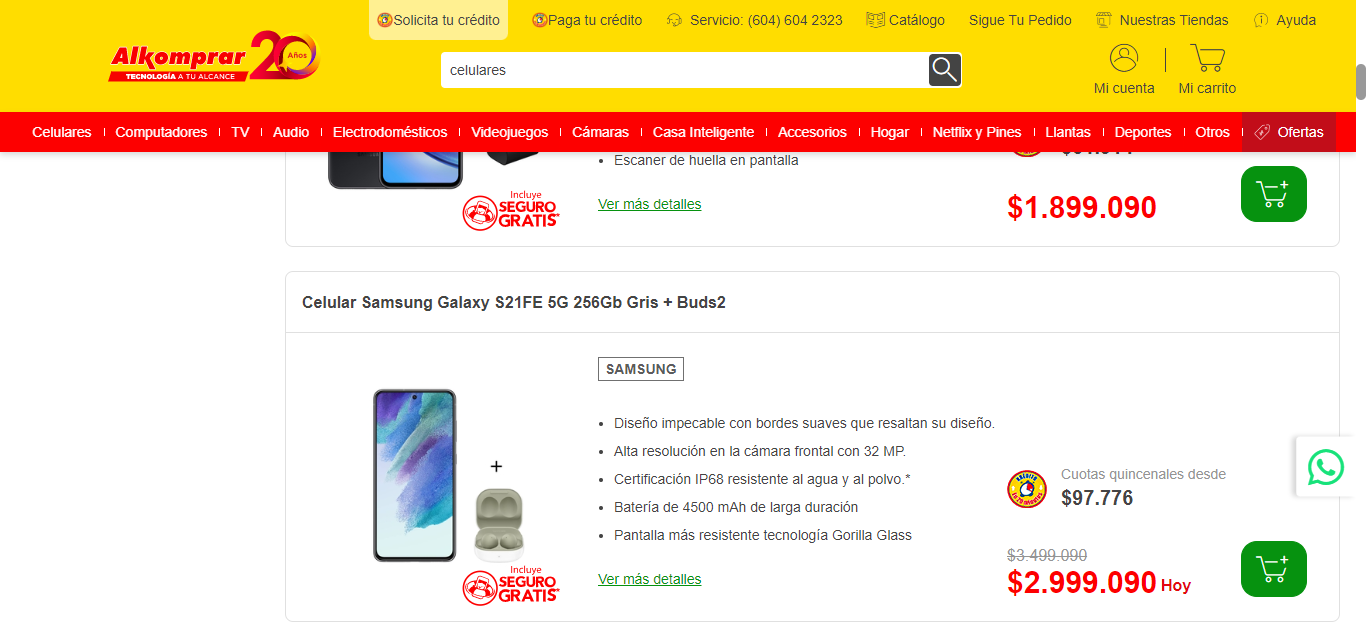 Solicita tu crédito
Paga tu crédito
Servicio: (604) 604 2323
Catálogo
Sigue Tu Pedido
Nuestras Tiendas
Ayuda
Alkomprar 20 Años
TECNOLOGÍA A TU ALCANCE
celulares
Mi cuenta
Mi carrito
Celulares
Computadores
TV
Audio
Electrodomésticos
Videojuegos
Cámaras
Casa Inteligente
Accesorios
Hogar
Netflix y Pines
Llantas
Deportes
Otros
Ofertas
• Escaner de huella en pantalla
Incluye
SEGURO
GRATIS*
Ver más detalles
$1.899.090
Celular Samsung Galaxy S21FE 5G 256Gb Gris + Buds2
SAMSUNG
• Diseño impecable con bordes suaves que resaltan su diseño.
• Alta resolución en la cámara frontal con 32 MP.
• Certificación IP68 resistente al agua y al polvo.*
• Batería de 4500 mAh de larga duración
• Pantalla más resistente tecnología Gorilla Glass
+
Incluye
SEGURO
GRATIS*
Ver más detalles
Cuotas quincenales desde
$97.776
$3.499.090
$2.999.090 Hoy